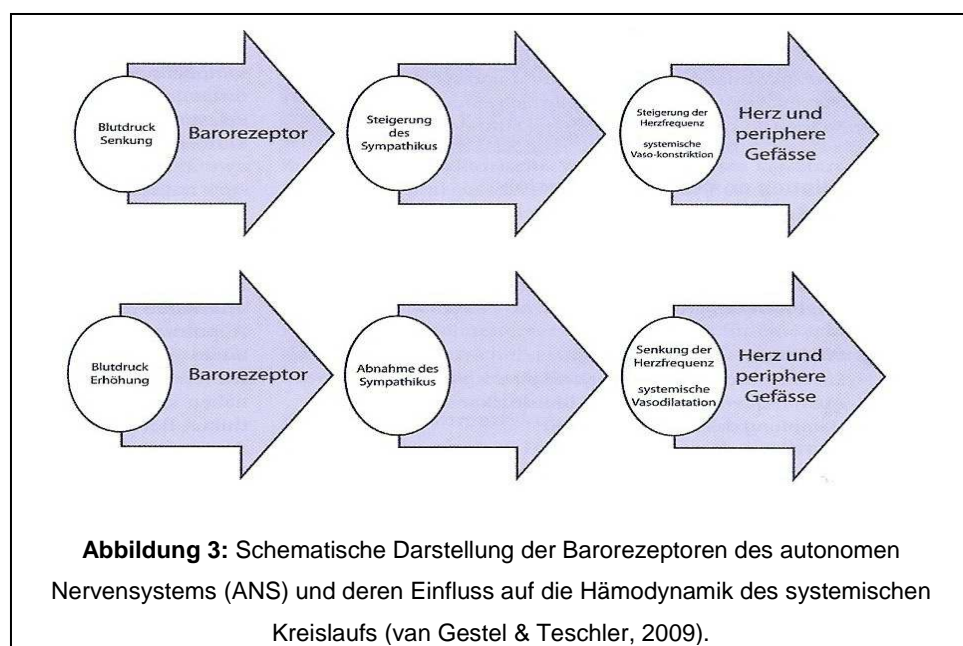 Blutdruck
Senkung
Barorezeptor
Steigerung
des
Sympathikus
Steigerung der
Herzfrequenz
systemische
Vaso-konstriktion
Herz und
periphere
Gefässe
Blutdruck
Erhöhung
Barorezeptor
Abnahme des
Sympathikus
Senkung der
Herzfrequenz
systemische
Vasodilatation
Herz und
periphere
Gefässe
Abbildung 3: Schematische Darstellung der Barorezeptoren des autonomen
Nervensystems (ANS) und deren Einfluss auf die Hämodynamik des systemischen
Kreislaufs (van Gestel & Teschler, 2009).